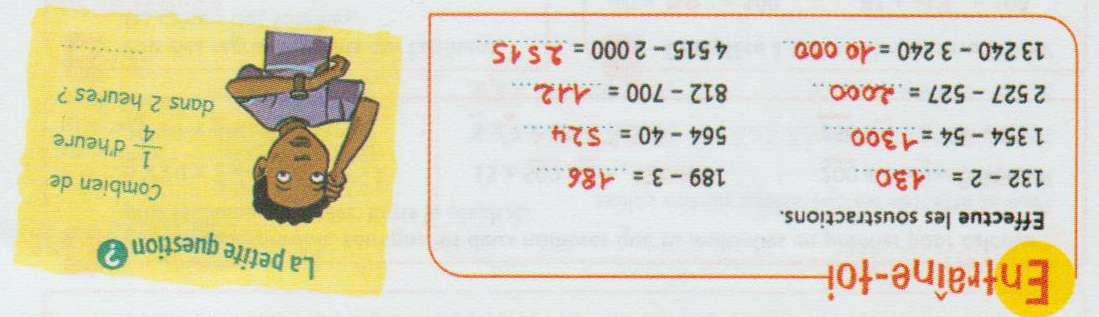 Entraîne-toi
Effectue les soustractions.
132 – 2 = 130 189 – 3 = 186
1 354 – 54 = 1300 564 – 40 = 524
2 527 – 527 = 2000 812 – 700 = 112
13 240 – 3 240 = 10 000 4 515 – 2 000 = 2515
La petite question ?
Combien de
1/4 d'heure
dans 2 heures ?